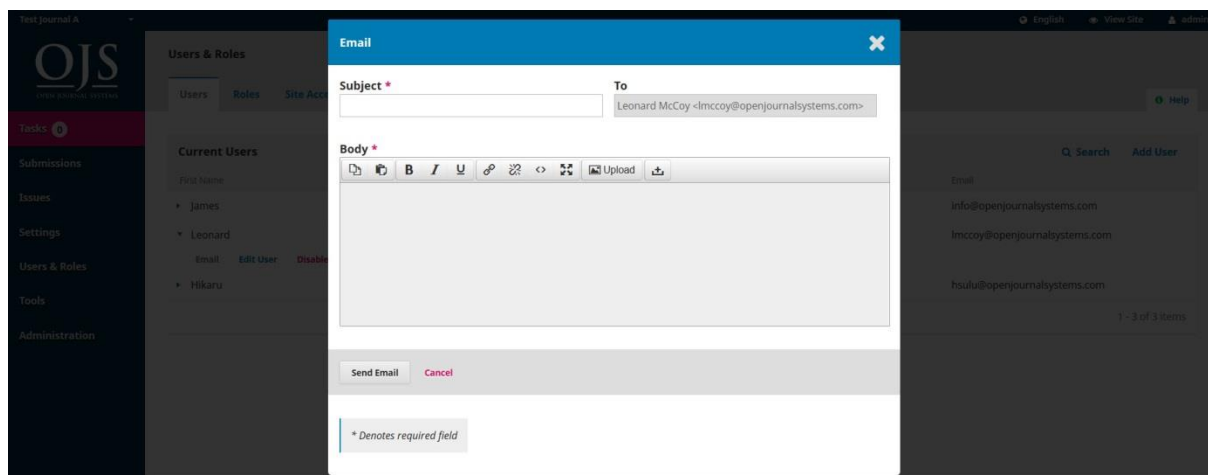 Test Journal A
English
View Site
admin
OJS
OPEN JOURNAL SYSTEMS
Tasks 0
Submissions
Issues
Settings
Users & Roles
Tools
Administration
Users & Roles
Users Roles Site Acc
Help
Current Users
Search Add User
First Name Email
James info@openjournalsystems.com
Leonard lmccoy@openjournalsystems.com
Email Edit User Disable
Hikaru hsulu@openjournalsystems.com
1 - 3 of 3 items
Email
Subject * To
Leonard McCoy <lmccoy@openjournalsystems.com>
Body *
B I U Upload
Send Email Cancel
* Denotes required field